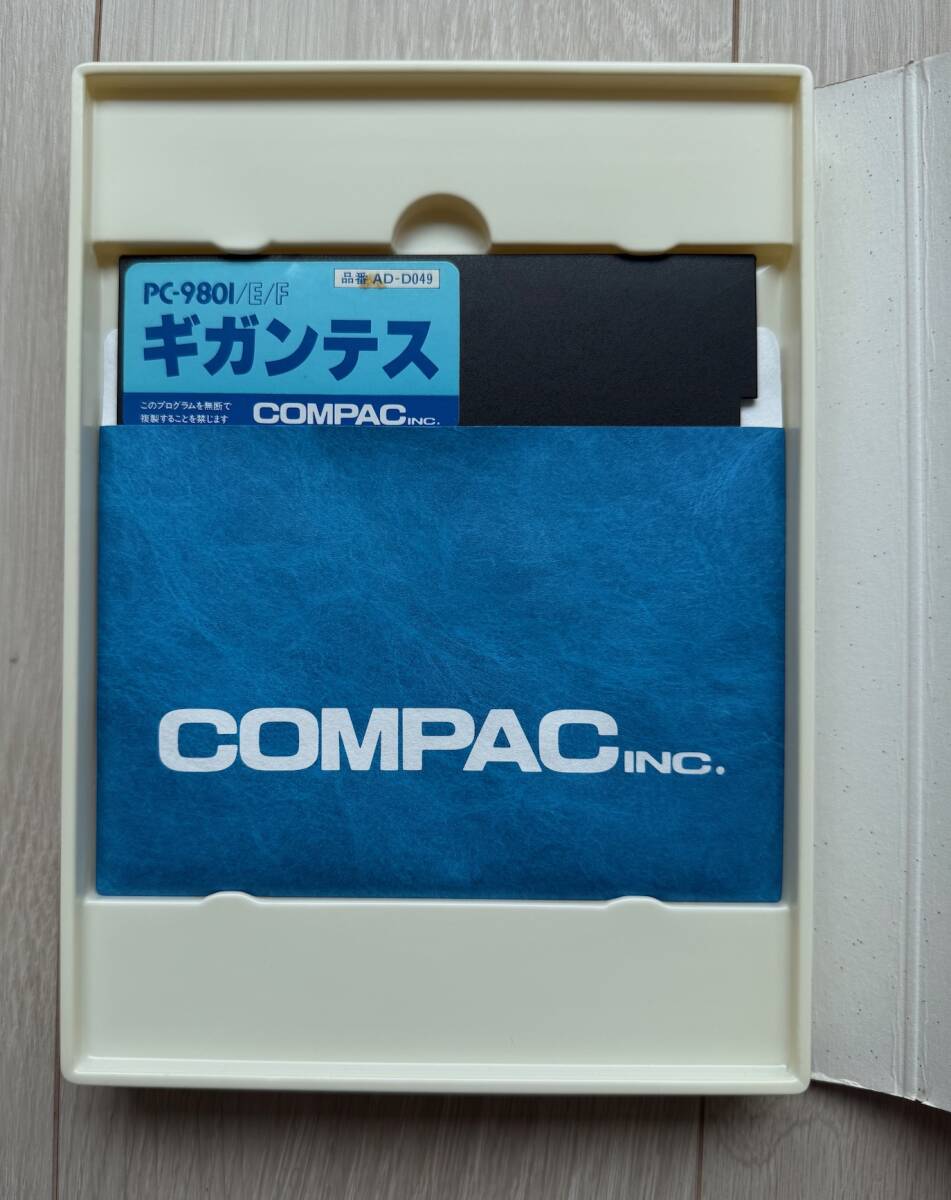 品番 AD-D049
PC-9801/E/F
ギガンテス
このプログラムを無断で
複製することを禁じます
COMPAC INC.
COMPAC INC.